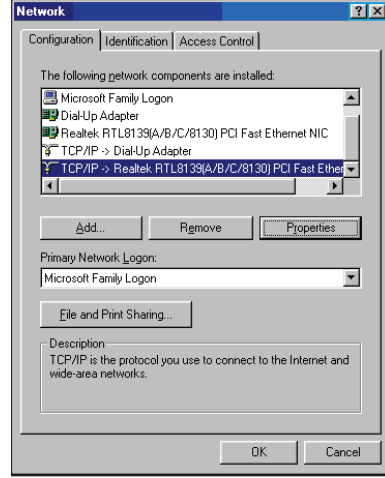 Network
Configuration Identification Access Control
The following network components are installed:
Microsoft Family Logon
Dial-Up Adapter
Realtek RTL8139(A/B/C/8130) PCI Fast Ethernet NIC
TCP/IP -> Dial-Up Adapter
TCP/IP -> Realtek RTL8139(A/B/C/8130) PCI Fast Ether
Add... Remove Properties
Primary Network Logon:
Microsoft Family Logon
File and Print Sharing...
Description
TCP/IP is the protocol you use to connect to the Internet and
wide-area networks.
OK Cancel